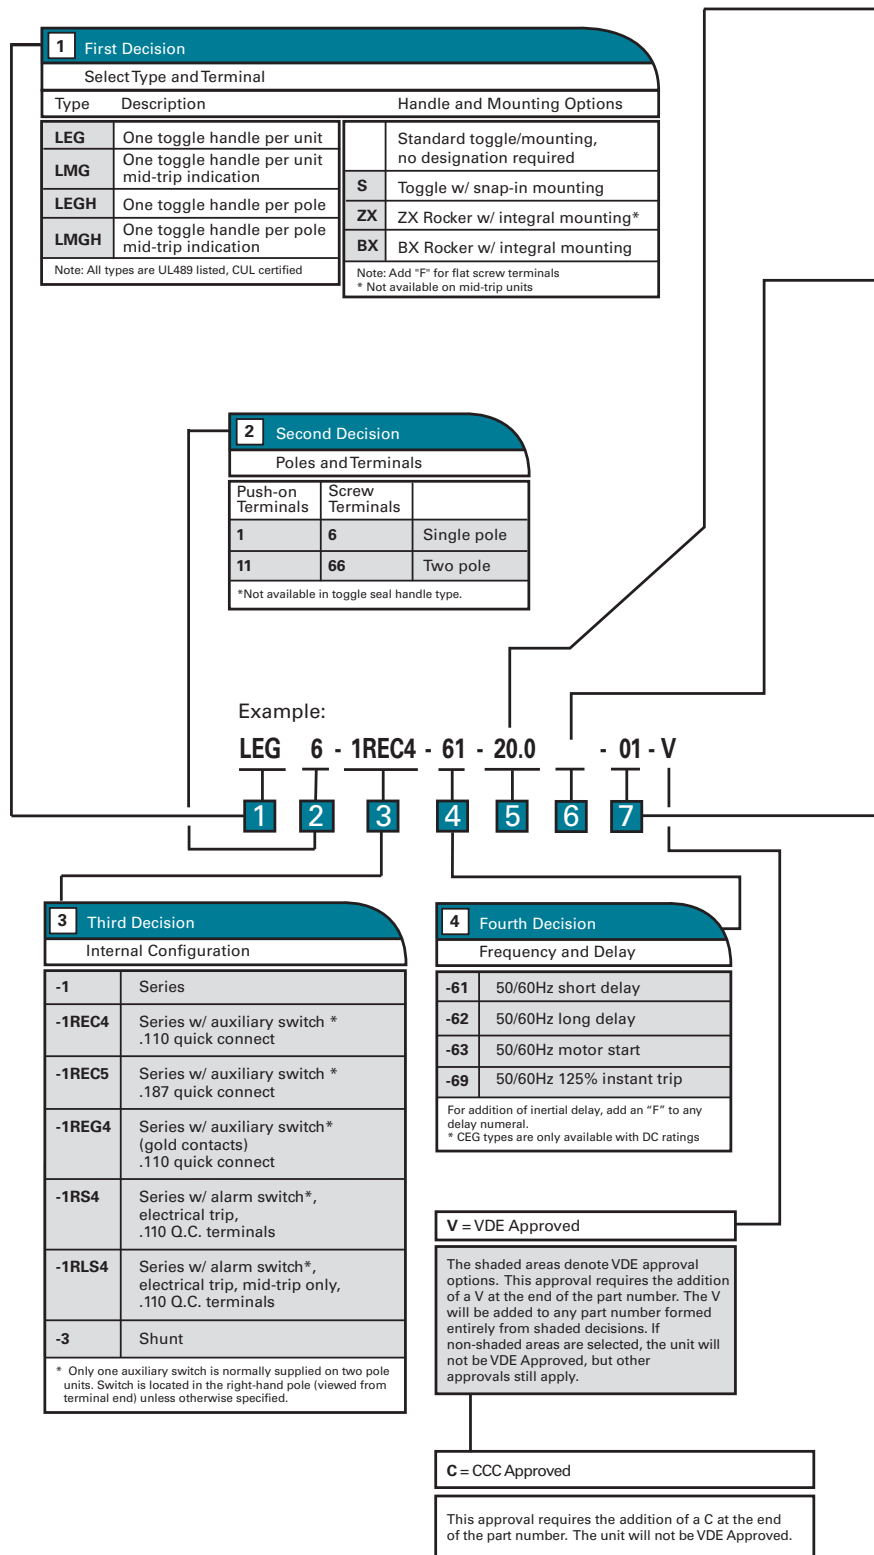 1 First Decision
Select Type and Terminal
Type Description Handle and Mounting Options
LEG One toggle handle per unit
LMG One toggle handle per unit
mid-trip indication
LEGH One toggle handle per pole
LMGH One toggle handle per pole
mid-trip indication
Note: All types are UL489 listed, CUL certified
Standard toggle/mounting,
no designation required
S Toggle w/ snap-in mounting
ZX ZX Rocker w/ integral mounting*
BX BX Rocker w/ integral mounting
Note: Add "F" for flat screw terminals
* Not available on mid-trip units
2 Second Decision
Poles and Terminals
Push-on
Terminals
Screw
Terminals
1 6 Single pole
11 66 Two pole
*Not available in toggle seal handle type.
Example:
LEG 6 - 1REC4 - 61 - 20.0 - 01 - V
1 2 3 4 5 6 7
3 Third Decision
Internal Configuration
-1 Series
-1REC4 Series w/ auxiliary switch *
.110 quick connect
-1REC5 Series w/ auxiliary switch *
.187 quick connect
-1REG4 Series w/ auxiliary switch*
(gold contacts)
.110 quick connect
-1RS4 Series w/ alarm switch*,
electrical trip,
.110 Q.C. terminals
-1RLS4 Series w/ alarm switch*,
electrical trip, mid-trip only,
.110 Q.C. terminals
-3 Shunt
* Only one auxiliary switch is normally supplied on two pole
units. Switch is located in the right-hand pole (viewed from
terminal end) unless otherwise specified.
4 Fourth Decision
Frequency and Delay
-61 50/60Hz short delay
-62 50/60Hz long delay
-63 50/60Hz motor start
-69 50/60Hz 125% instant trip
For addition of inertial delay, add an “F” to any
delay numeral.
* CEG types are only available with DC ratings
V = VDE Approved
The shaded areas denote VDE approval
options. This approval requires the addition
of a V at the end of the part number. The V
will be added to any part number formed
entirely from shaded decisions. If
non-shaded areas are selected, the unit will
not be VDE Approved, but other
approvals still apply.
C = CCC Approved
This approval requires the addition of a C at the end
of the part number. The unit will not be VDE Approved.